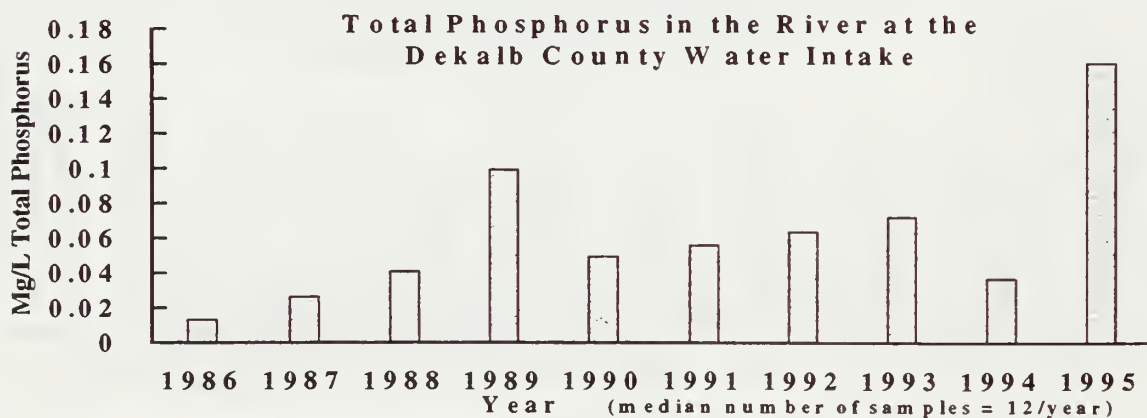 Total Phosphorus in the River at the
Dekalb County Water Intake
Mg/L Total Phosphorus
0.18
0.16
0.14
0.12
0.1
0.08
0.06
0.04
0.02
0
1986 1987 1988 1989 1990 1991 1992 1993 1994 1995
Year (median number of samples = 12/year)